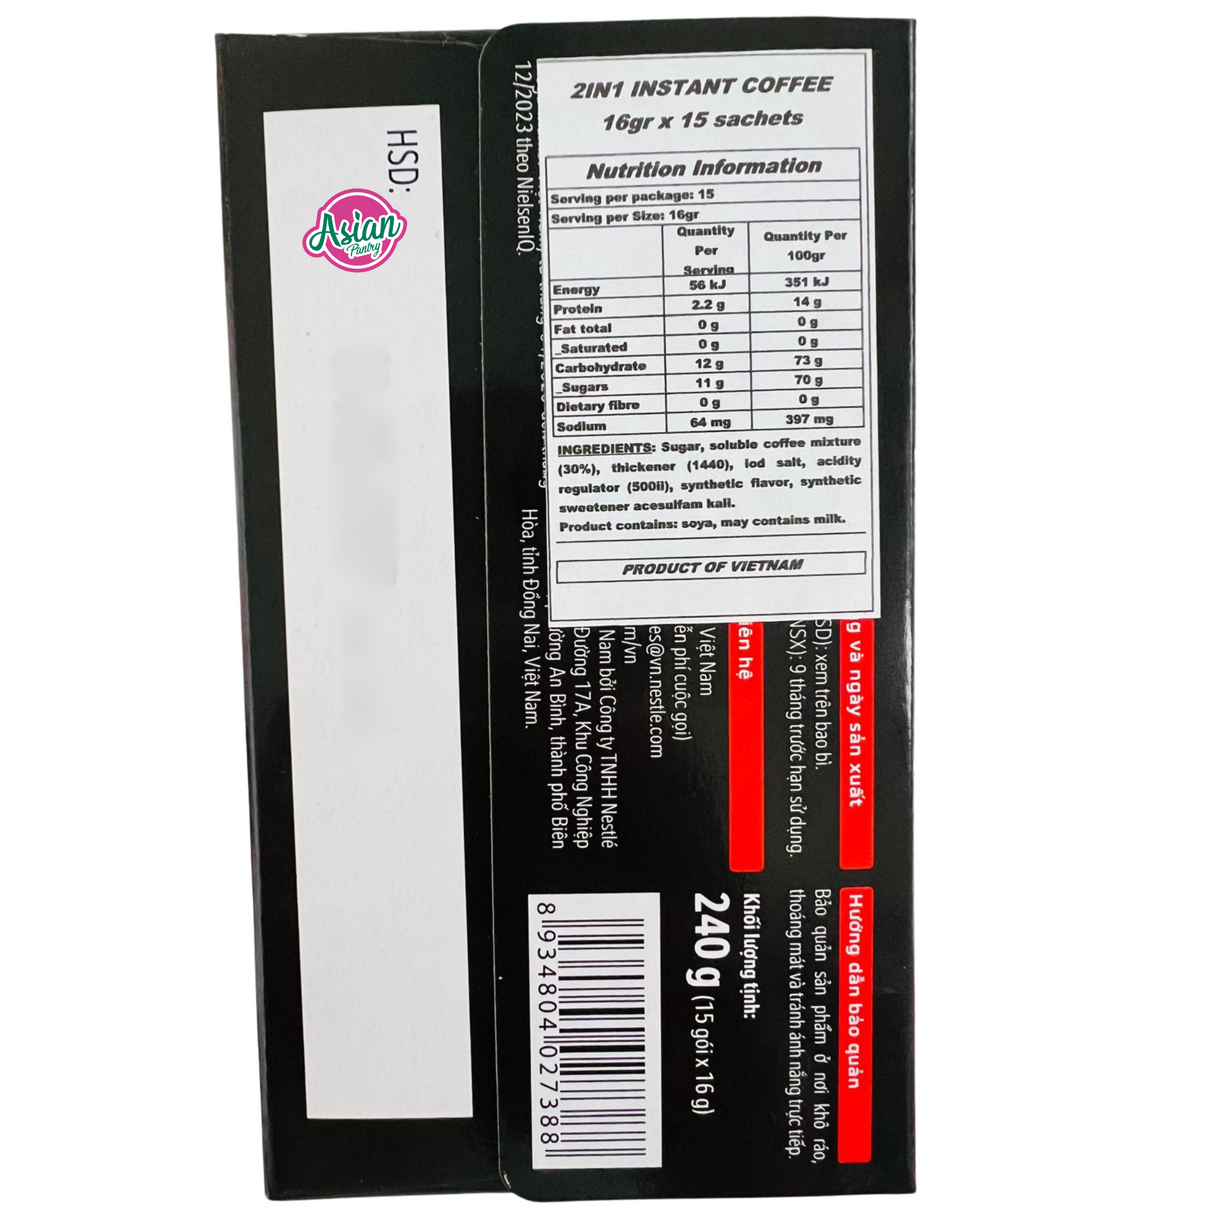 2IN1 INSTANT COFFEE
16gr x 15 sachets
Nutrition Information
Serving per package: 15
Serving per Size: 16gr
Quantity Per Serving Quantity Per 100gr
Energy 56 kJ 351 kJ
Protein 2.2 g 14 g
Fat total 0 g 0 g
_Saturated 0 g 0 g
Carbohydrate 12 g 73 g
_Sugars 11 g 70 g
Dietary fibre 0 g 0 g
Sodium 64 mg 397 mg
INGREDIENTS: Sugar, soluble coffee mixture
(30%), thickener (1440), iod salt, acidity
regulator (500ii), synthetic flavor, synthetic
sweetener acesulfam kali.
Product contains: soya, may contains milk.
PRODUCT OF VIETNAM
g và ngày sản xuất
SD): xem trên bao bì.
NSX): 9 tháng trước hạn sử dụng.
Hướng dẫn bảo quản
Bảo quản sản phẩm ở nơi khô ráo,
thoáng mát và tránh ánh nắng trực tiếp.
iên hệ
Việt Nam
ễn phí cuộc gọi)
es@vn.nestle.com
m/vn
Nam bởi Công ty TNHH Nestlé
Đường 17A, Khu Công Nghiệp
ường An Bình, thành phố Biên
Hòa, tỉnh Đồng Nai, Việt Nam.
12/2023 theo NielsenIQ.
Khối lượng tịnh:
240 g (15 gói x 16 g)
8 934804 027388
HSD:
Asian
Pantry